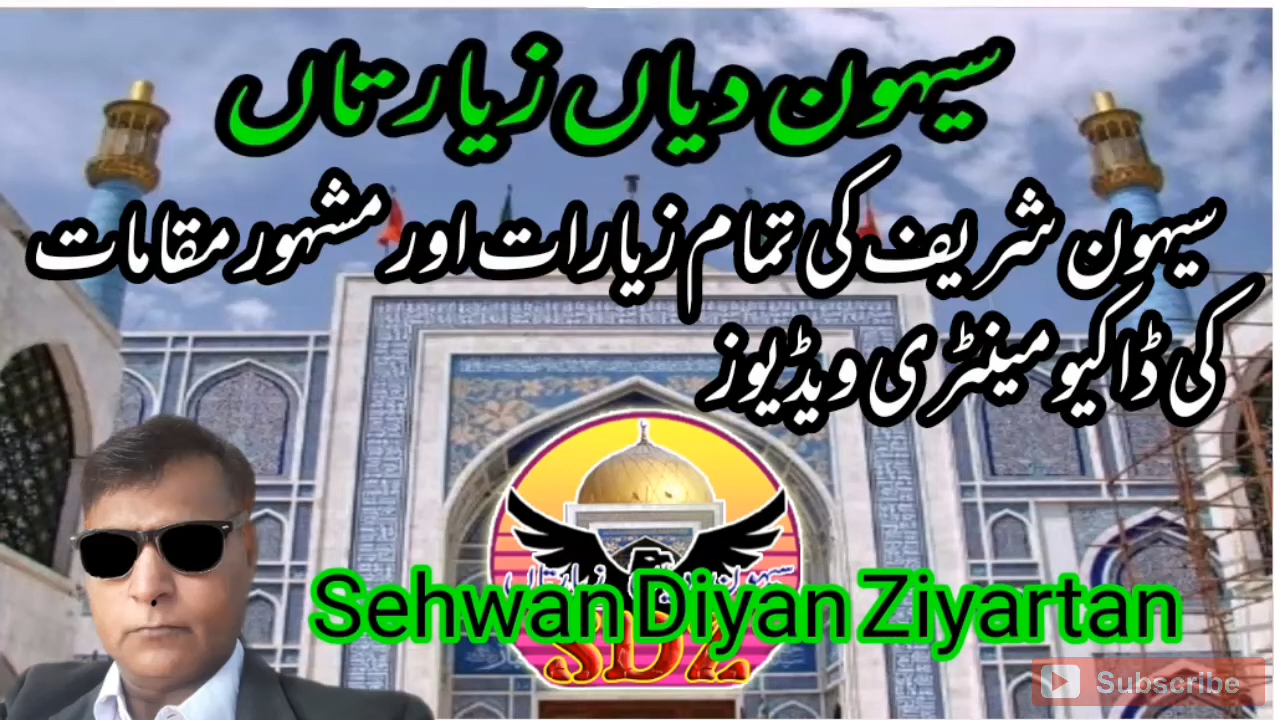 سیہون دیاں زیارتاں
سیہون شریف کی تمام زیارات اور مشہور مقامات
کی ڈاکیو مینٹری ویڈیوز
Sehwan Diyan Ziyartan
SDZ
Subscribe